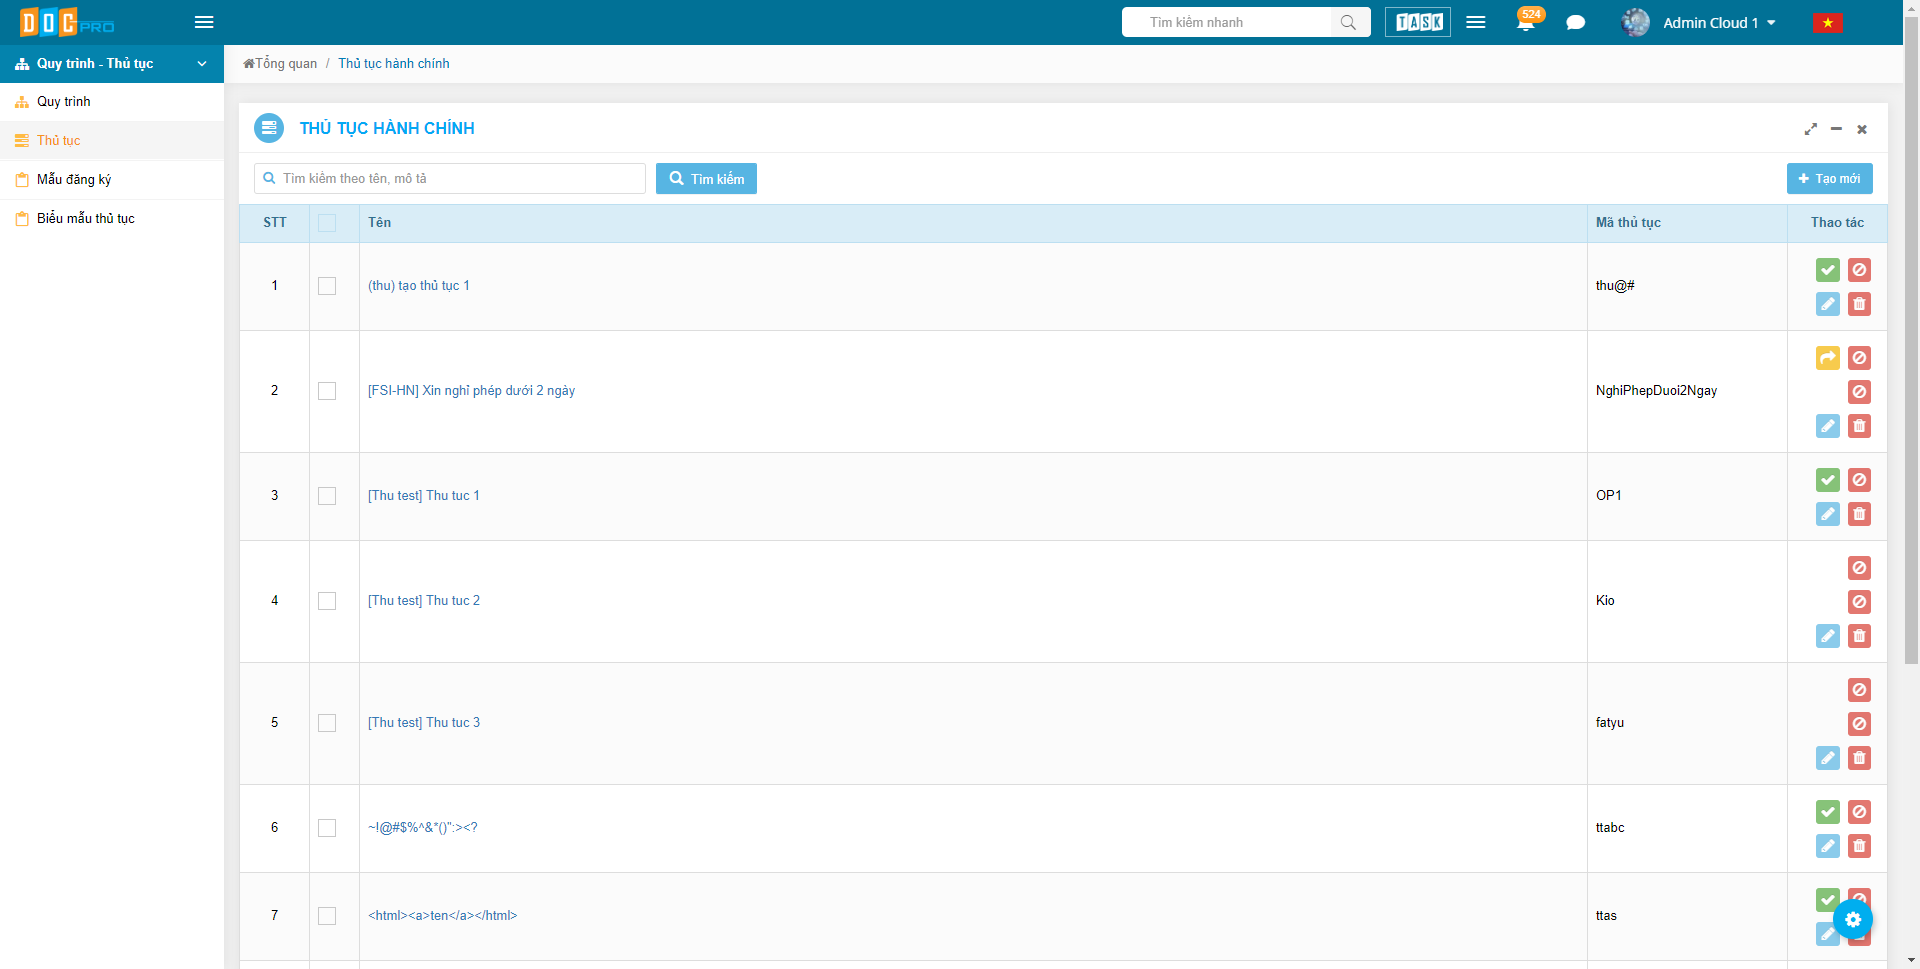 DOC PRO
Tìm kiếm nhanh
TASK
524
Admin Cloud 1
Quy trình - Thủ tục
Tổng quan / Thủ tục hành chính
Quy trình
Thủ tục
Mẫu đăng ký
Biểu mẫu thủ tục
THỦ TỤC HÀNH CHÍNH
Tìm kiếm theo tên, mô tả
Tìm kiếm
Tạo mới
STT Tên Mã thủ tục Thao tác
1 (thu) tạo thủ tục 1 thu@#
2 [FSI-HN] Xin nghỉ phép dưới 2 ngày NghiPhepDuoi2Ngay
3 [Thu test] Thu tuc 1 OP1
4 [Thu test] Thu tuc 2 Kio
5 [Thu test] Thu tuc 3 fatyu
6 ~!@#$%^&*()":><? ttabc
7 <html><a>ten</a></html> ttas